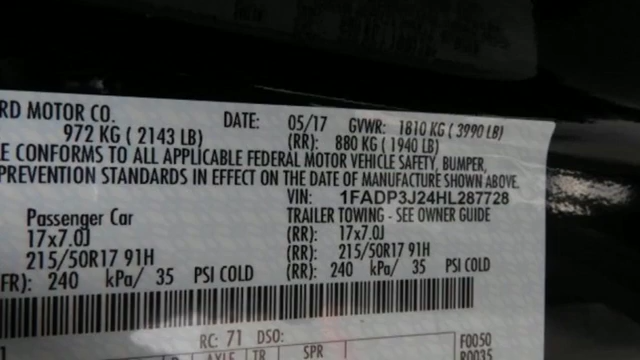 RD MOTOR CO. DATE: 05/17 GVWR: 1810 KG ( 3990 LB)
972 KG ( 2143 LB) (RR): 880 KG ( 1940 LB)
E CONFORMS TO ALL APPLICABLE FEDERAL MOTOR VEHICLE SAFETY, BUMPER,
PREVENTION STANDARDS IN EFFECT ON THE DATE OF MANUFACTURE SHOWN ABOVE.
VIN: 1FADP3J24HL287728
Passenger Car TRAILER TOWING - SEE OWNER GUIDE
17x7.0J (RR): 17x7.0J
215/50R17 91H (RR): 215/50R17 91H
FR): 240 kPa/ 35 PSI COLD (RR): 240 kPa/ 35 PSI COLD
RC: 71 DSO: F0050
AXLE TR SPR R0035